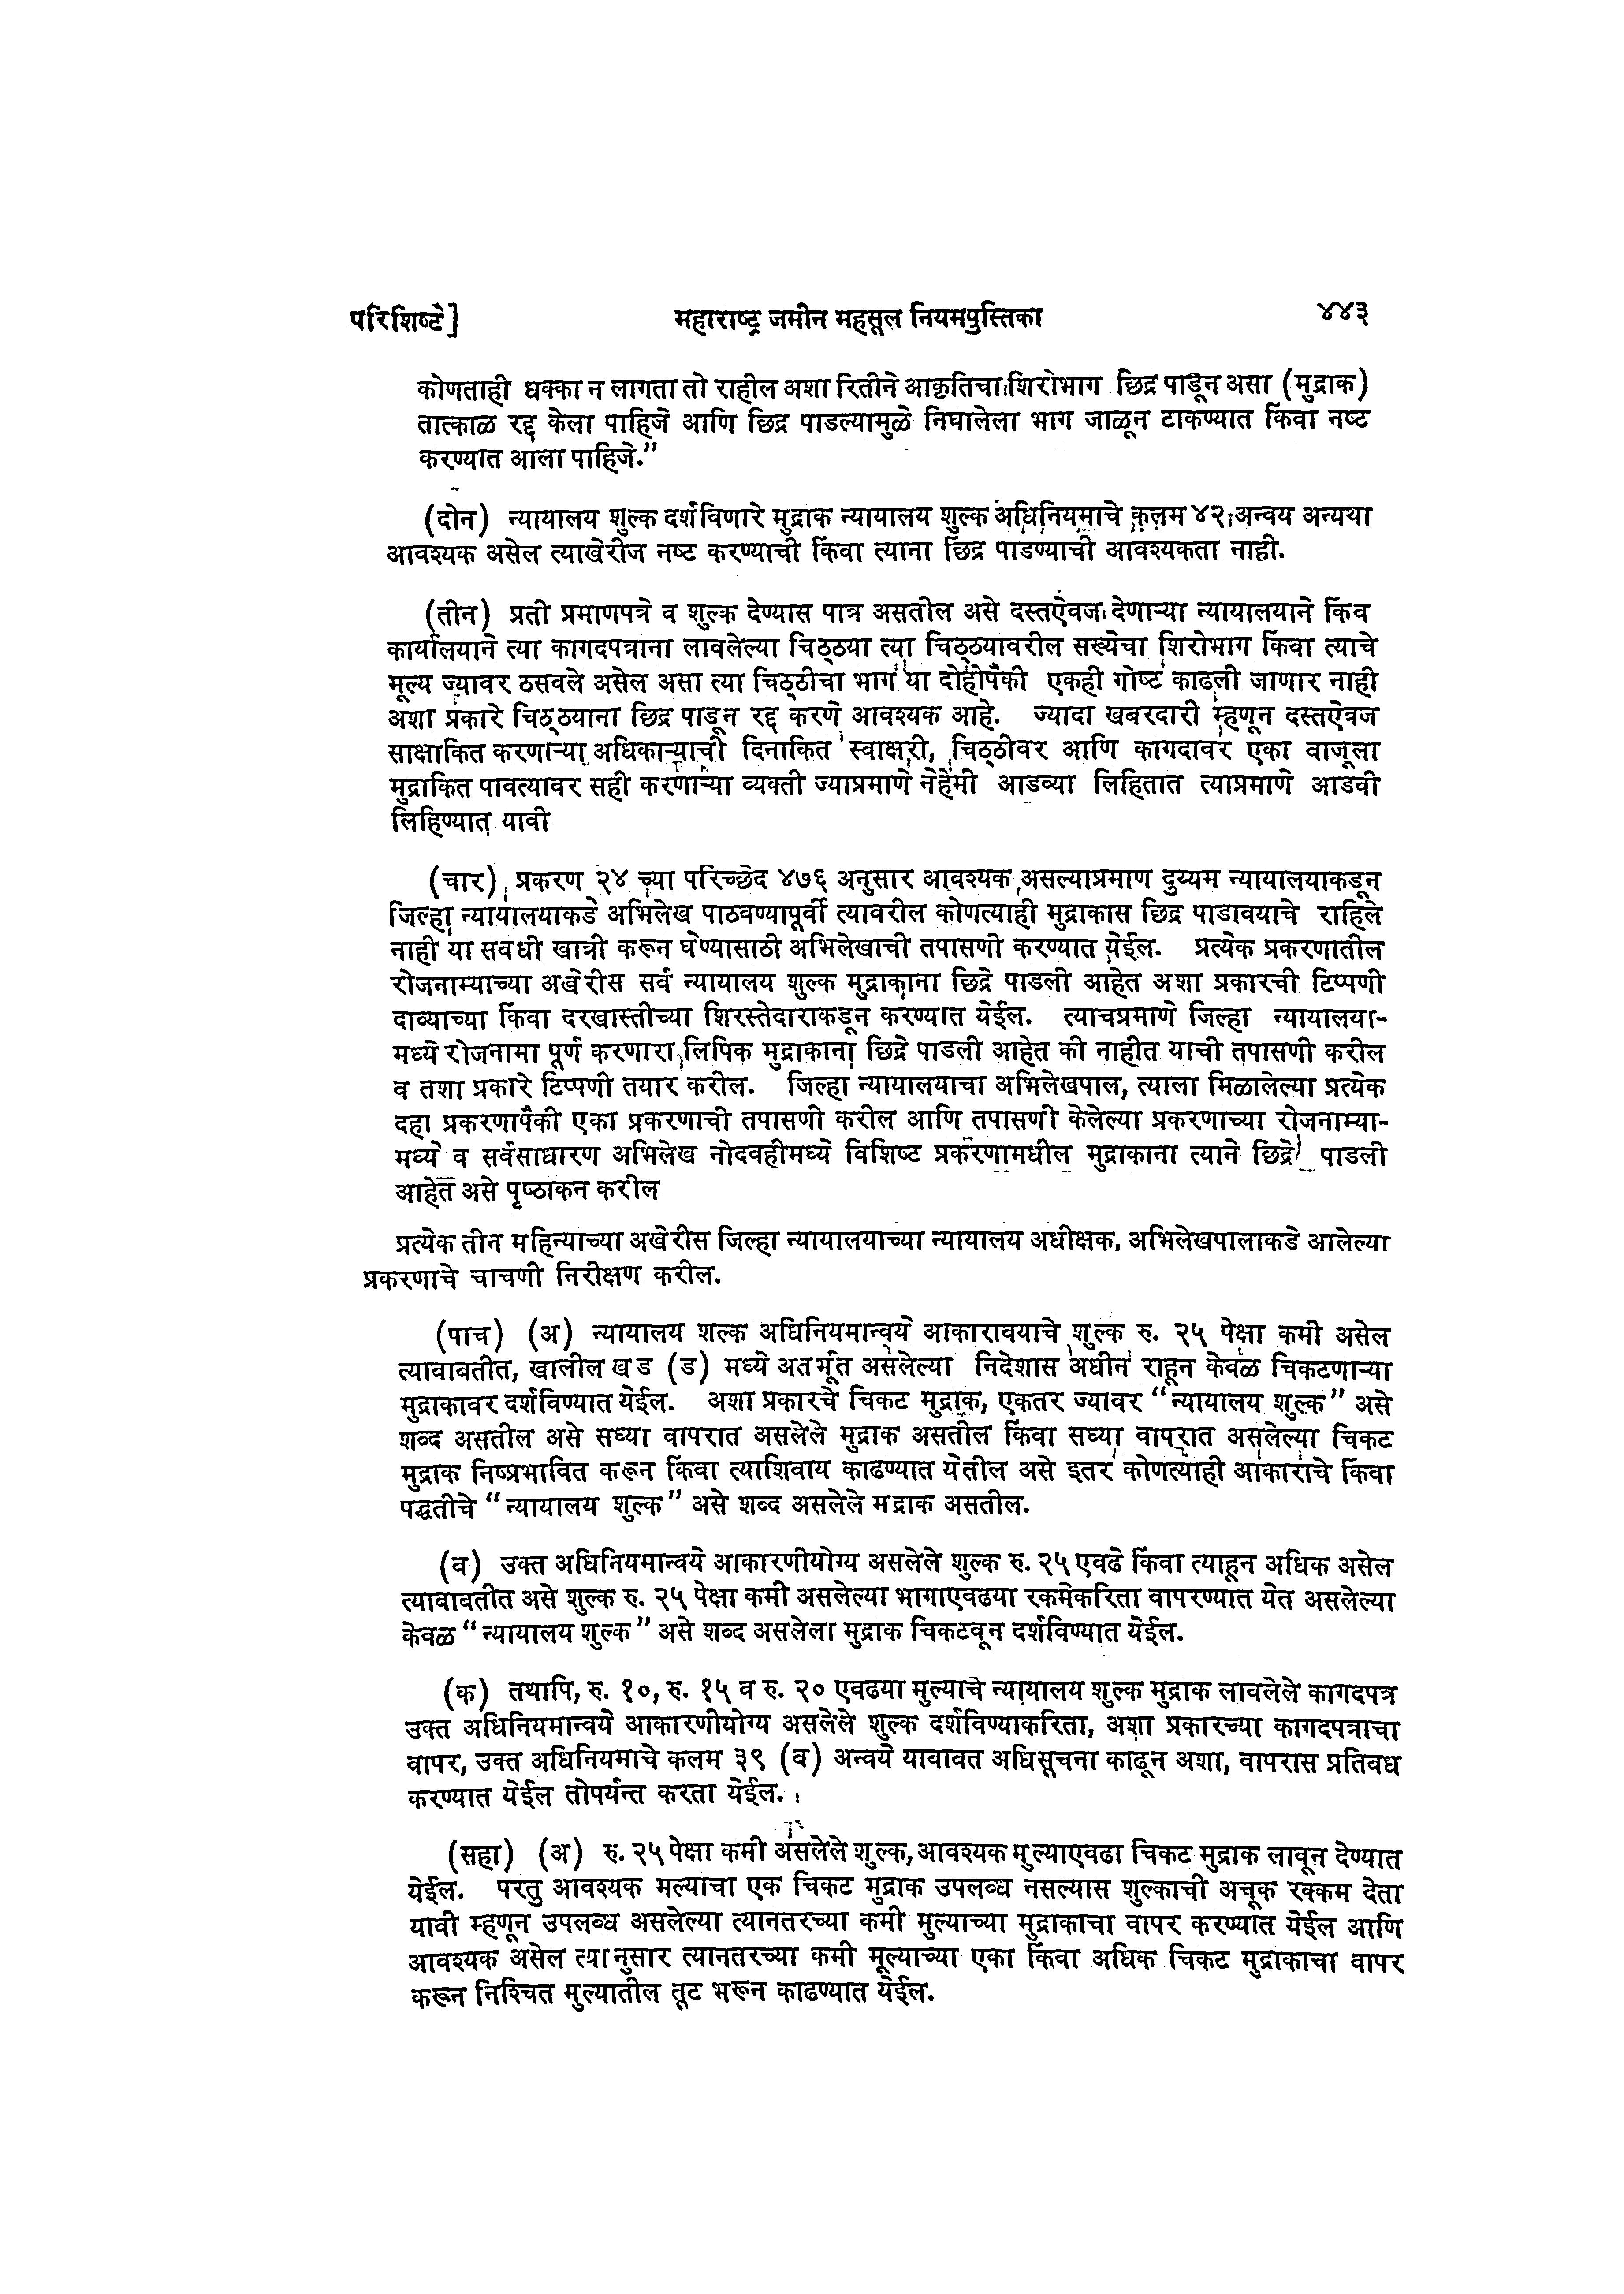 परिशिष्टे]
महाराष्ट्र जमीन महसूल नियमपुस्तिका
४४३
कोणताही धक्का न लागता तो राहील अशा रितीने आकृतिचा शिरोभाग छिद्र पाडून असा (मुद्राक)
तात्काळ रद्द केला पाहिजे आणि छिद्र पाडल्यामुळे निघालेला भाग जाळून टाकण्यात किंवा नष्ट
करण्यात आला पाहिजे.”
(दोन) न्यायालय शुल्क दर्शविणारे मुद्राक न्यायालय शुल्क अधिनियमाचे कलम ४२ अन्वय अन्यथा
आवश्यक असेल त्याखेरीज नष्ट करण्याची किंवा त्याना छिद्र पाडण्याची आवश्यकता नाही.
(तीन) प्रती प्रमाणपत्रे व शुल्क देण्यास पात्र असतील असे दस्तऐवज देणाऱ्या न्यायालयाने किंव
कार्यालयाने त्या कागदपत्राना लावलेल्या चिठ्ठया त्या चिठ्ठयावरील सख्येचा शिरोभाग किंवा त्याचे
मूल्य ज्यावर ठसवले असेल असा त्या चिठ्ठीचा भाग या दोहोपैकी एकही गोष्ट काढली जाणार नाही
अशा प्रकारे चिठ्ठयाना छिद्र पाडून रद्द करणे आवश्यक आहे. ज्यादा खबरदारी म्हणून दस्तऐवज
साक्षाकित करणाऱ्या अधिकाऱ्याची दिनाकित स्वाक्षरी, चिठ्ठीवर आणि कागदावर एका वाजूला
मुद्राकित पावत्यावर सही करणाऱ्या व्यक्ती ज्याप्रमाणे नेहेमी आडव्या लिहितात त्याप्रमाणे आडवी
लिहिण्यात यावी
(चार) प्रकरण २४ च्या परिच्छेद ४७६ अनुसार आवश्यक असल्याप्रमाण दुय्यम न्यायालयाकडून
जिल्हा न्यायालयाकडे अभिलेख पाठवण्यापूर्वी त्यावरील कोणत्याही मुद्राकास छिद्र पाडावयाचे राहिले
नाही या सवधी खात्री करून घेण्यासाठी अभिलेखाची तपासणी करण्यात येईल. प्रत्येक प्रकरणातील
रोजनाम्याच्या अखेरीस सर्व न्यायालय शुल्क मुद्राकाना छिद्रे पाडली आहेत अशा प्रकारची टिप्पणी
दाव्याच्या किंवा दरखास्तीच्या शिरस्तेदाराकडून करण्यात येईल. त्याचप्रमाणे जिल्हा न्यायालया-
मध्ये रोजनामा पूर्ण करणारा लिपिक मुद्राकाना छिद्रे पाडली आहेत की नाहीत याची तपासणी करील
व तशा प्रकारे टिप्पणी तयार करील. जिल्हा न्यायालयाचा अभिलेखपाल, त्याला मिळालेल्या प्रत्येक
दहा प्रकरणापैकी एका प्रकरणाची तपासणी करील आणि तपासणी केलेल्या प्रकरणाच्या रोजनाम्या-
मध्ये व सर्वसाधारण अभिलेख नोदवहीमध्ये विशिष्ट प्रकरणामधील मुद्राकाना त्याने छिद्रे पाडली
आहेत असे पृष्ठाकन करील
प्रत्येक तीन महिन्याच्या अखेरीस जिल्हा न्यायालयाच्या न्यायालय अधीक्षक, अभिलेखपालाकडे आलेल्या
प्रकरणाचे चाचणी निरीक्षण करील.
(पाच) (अ) न्यायालय शल्क अधिनियमान्वये आकारावयाचे शुल्क रु. २५ पेक्षा कमी असेल
त्यावावतीत, खालील खड (ड) मध्ये अतर्भूत असलेल्या निदेशास अधीन राहून केवळ चिकटणाऱ्या
मुद्राकावर दर्शविण्यात येईल. अशा प्रकारचे चिकट मुद्राक, एकतर ज्यावर “न्यायालय शुल्क” असे
शब्द असतील असे सध्या वापरात असलेले मुद्राक असतील किंवा सध्या वापरात असलेल्या चिकट
मुद्राक निष्प्रभावित करून किंवा त्याशिवाय काढण्यात येतील असे इतर कोणत्याही आकाराचे किंवा
पद्धतीचे “न्यायालय शुल्क” असे शब्द असलेले मद्राक असतील.
(व) उक्त अधिनियमान्वये आकारणीयोग्य असलेले शुल्क रु. २५ एवढे किंवा त्याहून अधिक असेल
त्यावावतीत असे शुल्क रु. २५ पेक्षा कमी असलेल्या भागाएवढया रकमेकरिता वापरण्यात येत असलेल्या
केवळ “न्यायालय शुल्क” असे शब्द असलेला मुद्राक चिकटवून दर्शविण्यात येईल.
(क) तथापि, रु. १०, रु. १५ व रु. २० एवढया मुल्याचे न्यायालय शुल्क मुद्राक लावलेले कागदपत्र
उक्त अधिनियमान्वये आकारणीयोग्य असलेले शुल्क दर्शविण्याकरिता, अशा प्रकारच्या कागदपत्राचा
वापर, उक्त अधिनियमाचे कलम ३९ (व) अन्वये यावावत अधिसूचना काढून अशा, वापरास प्रतिवध
करण्यात येईल तोपर्यन्त करता येईल.
(सहा) (अ) रु. २५ पेक्षा कमी असलेले शुल्क, आवश्यक मुल्याएवढा चिकट मुद्राक लावून देण्यात
येईल. परतु आवश्यक मल्याचा एक चिकट मुद्राक उपलब्ध नसल्यास शुल्काची अचूक रक्कम देता
यावी म्हणून उपलब्ध असलेल्या त्यानतरच्या कमी मुल्याच्या मुद्राकाचा वापर करण्यात येईल आणि
आवश्यक असेल त्यानुसार त्यानतरच्या कमी मूल्याच्या एका किंवा अधिक चिकट मुद्राकाचा वापर
करून निश्चित मुल्यातील तूट भरून काढण्यात येईल.